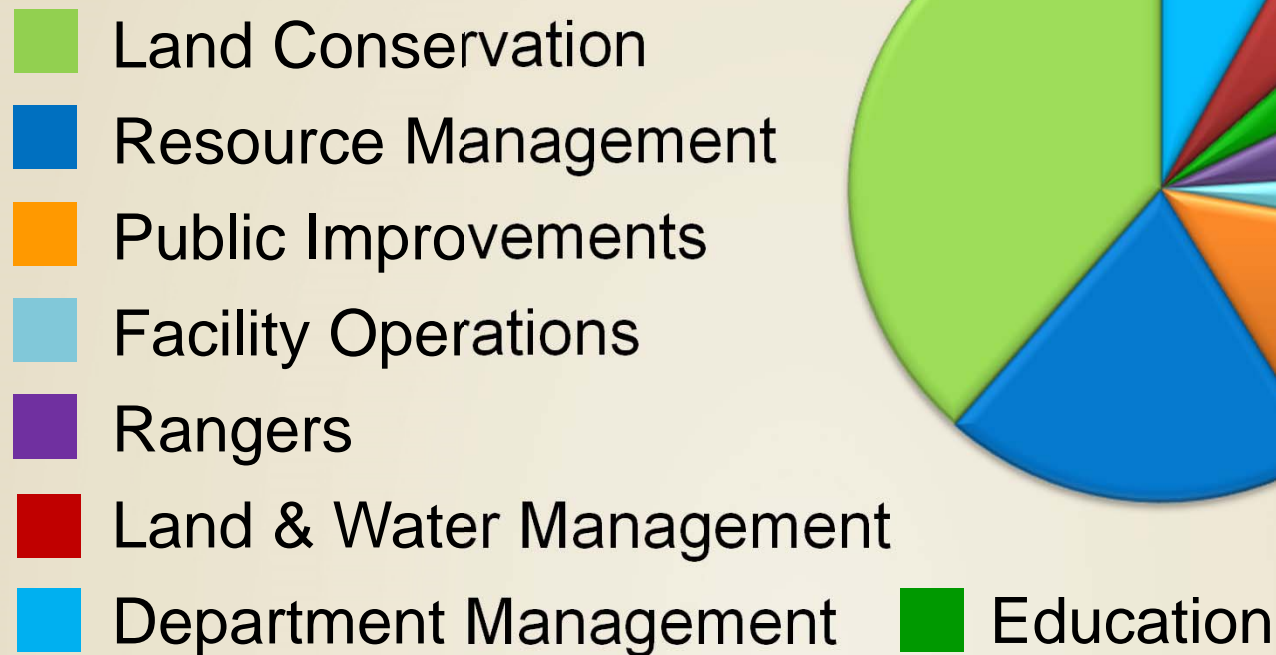 Land Conservation
Resource Management
Public Improvements
Facility Operations
Rangers
Land & Water Management
Department Management Education